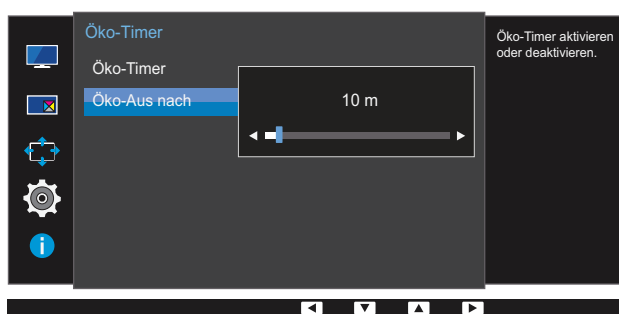 Öko-Timer
Öko-Timer
Öko-Aus nach
10 m
Öko-Timer aktivieren
oder deaktivieren.
i